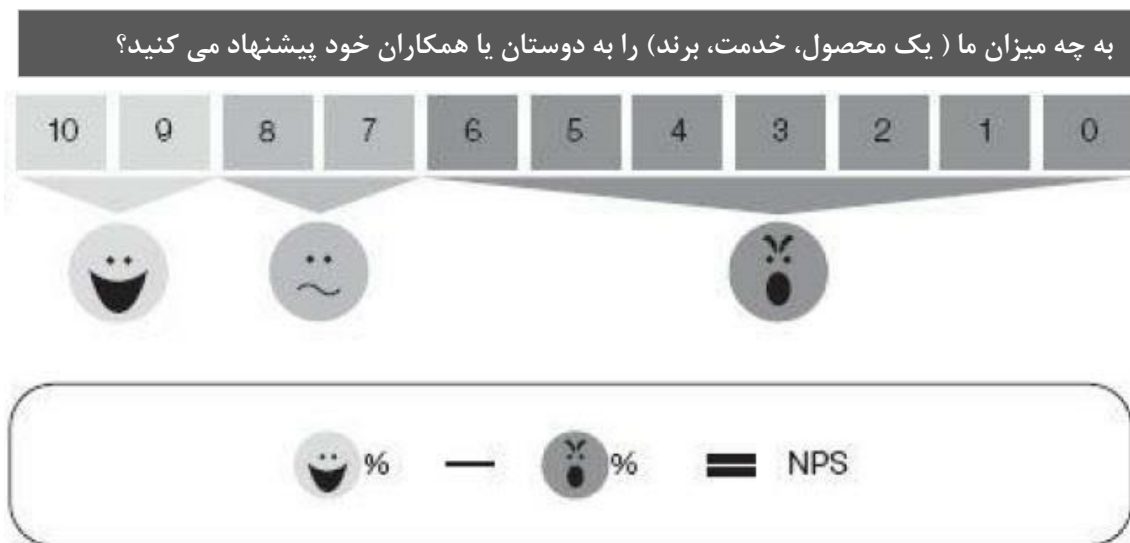 به چه میزان ما ( یک محصول، خدمت، برند) را به دوستان یا همکاران خود پیشنهاد می کنید؟
10 9 8 7 6 5 4 3 2 1 0
% — % = NPS